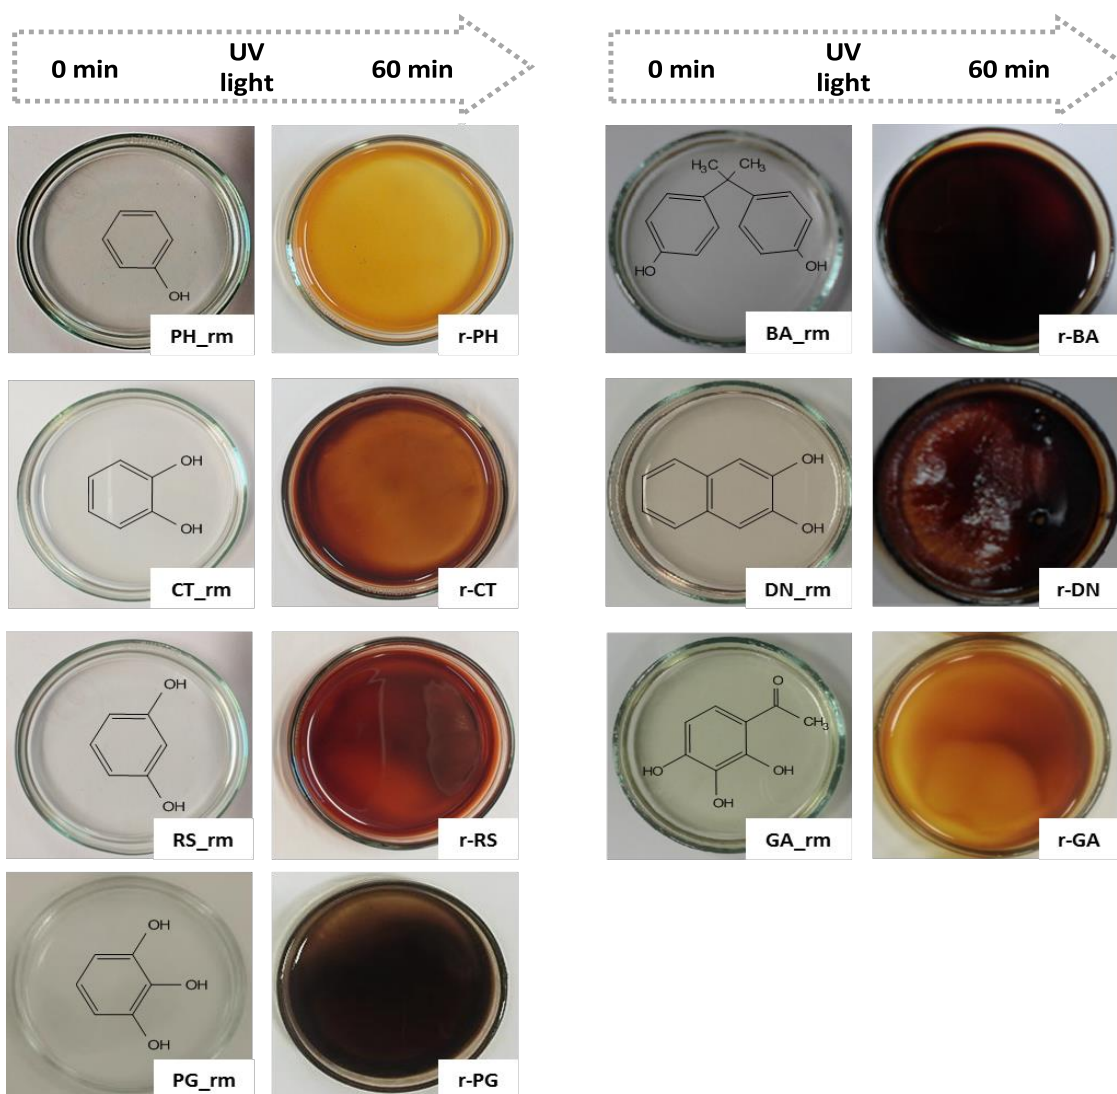 0 min
UV
light
60 min
0 min
UV
light
60 min
OH
PH_rm
r-PH
H₃C
CH₃
HO
OH
BA_rm
r-BA
OH
OH
CT_rm
r-CT
OH
OH
DN_rm
r-DN
OH
OH
RS_rm
r-RS
O
CH₃
HO
OH
OH
GA_rm
r-GA
OH
OH
OH
PG_rm
r-PG